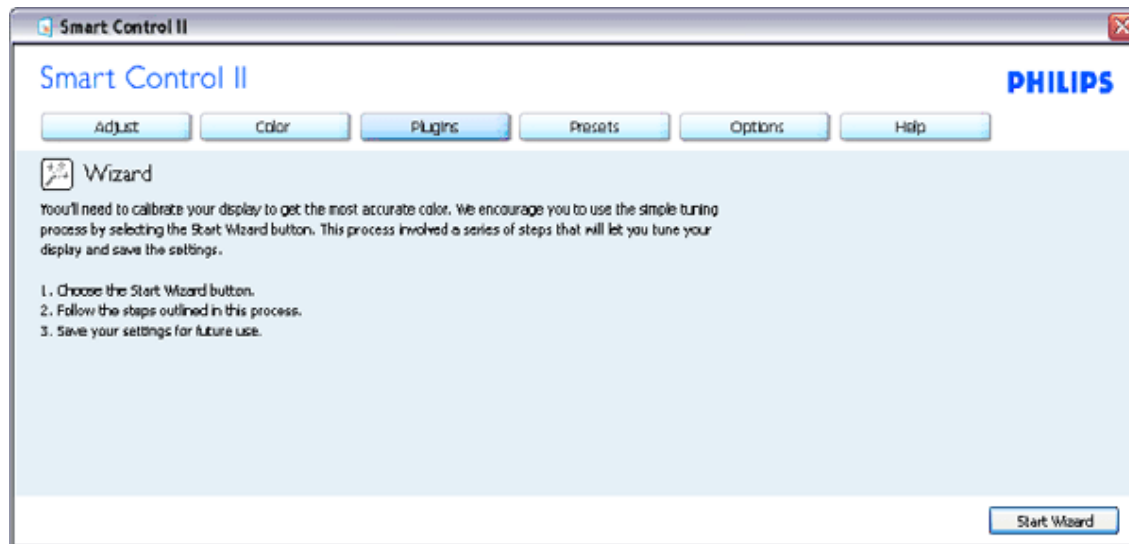 Smart Control II
Smart Control II
PHILIPS
Adjust
Color
Plugins
Presets
Options
Help
Wizard
Yoou'll need to calibrate your display to get the most accurate color. We encourage you to use the simple tuning
process by selecting the Start Wizard button. This process involved a series of steps that will let you tune your
display and save the settings.
1. Choose the Start Wizard button.
2. Follow the steps outlined in this process.
3. Save your settings for future use.
Start Wizard